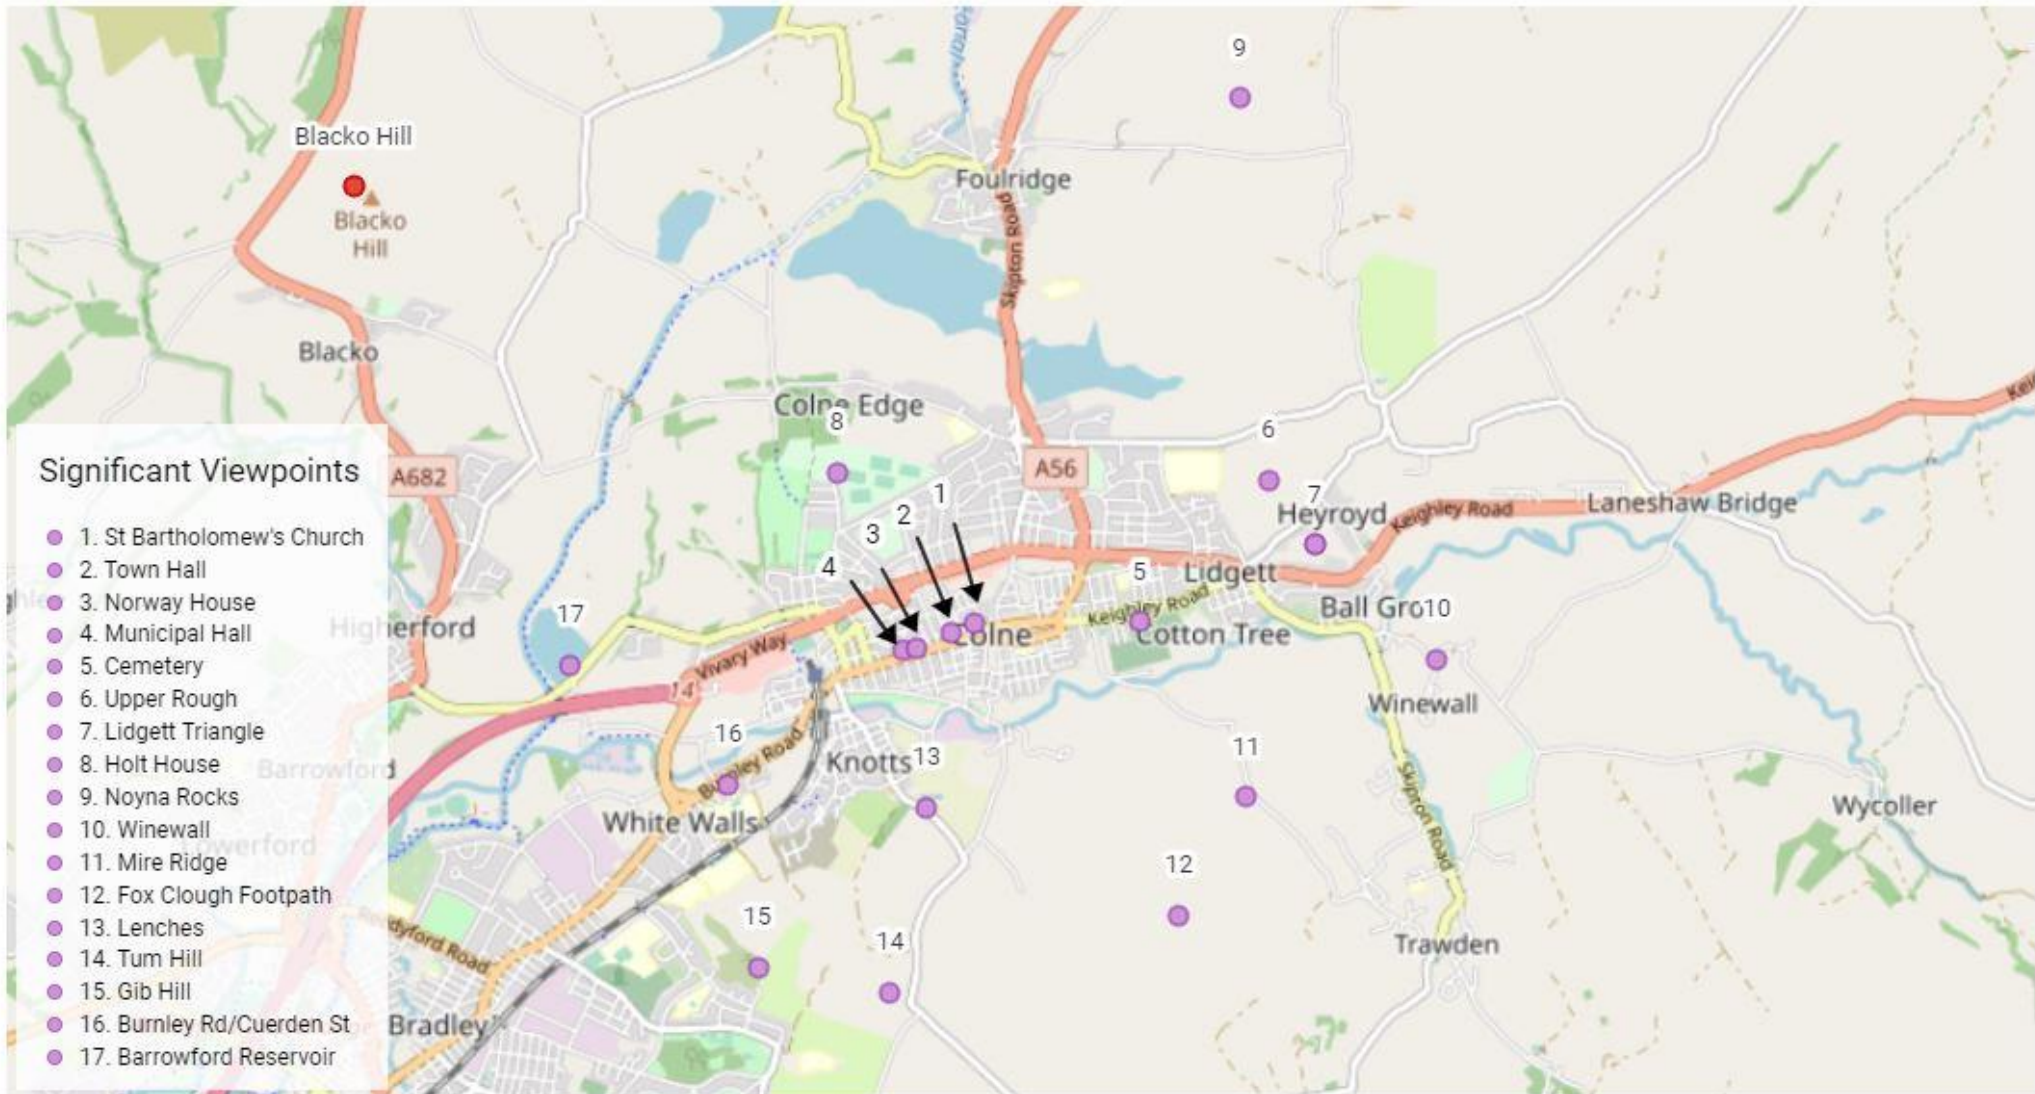 9
Blacko Hill
Blacko
Hill
Foulridge
Skipton Road
Blacko
Colne Edge
8
6
A56
A682
7
Heyroyd
Keighley Road
Laneshaw Bridge
1
2
3
4
5
Lidgett
Keighley Road
Ball Gro
10
17
Higherford
Colne
Cotton Tree
Vivary Way
14
Winewall
16
Burnley Road
Knotts
13
11
Barrowford
White Walls
Skipton Road
Wycoller
Lowerford
12
15
14
Trawden
Bradley
Significant Viewpoints
1. St Bartholomew's Church
2. Town Hall
3. Norway House
4. Municipal Hall
5. Cemetery
6. Upper Rough
7. Lidgett Triangle
8. Holt House
9. Noyna Rocks
10. Winewall
11. Mire Ridge
12. Fox Clough Footpath
13. Lenches
14. Tum Hill
15. Gib Hill
16. Burnley Rd/Cuerden St
17. Barrowford Reservoir